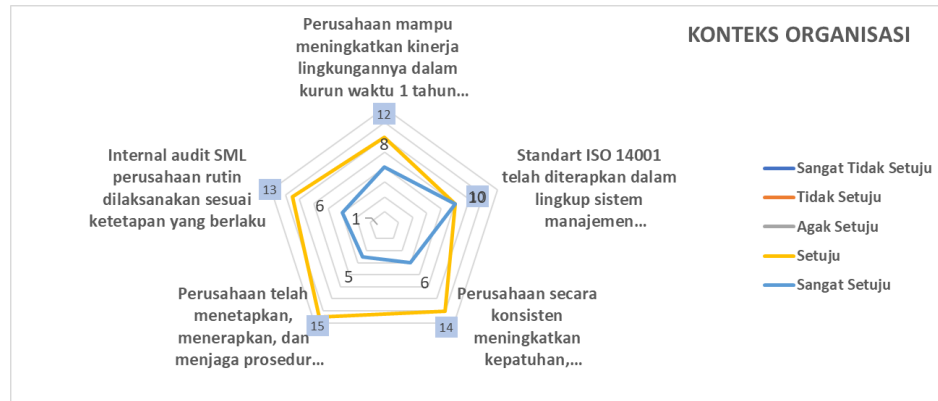 KONTEKS ORGANISASI
Perusahaan mampu
meningkatkan kinerja
lingkungannya dalam
kurun waktu 1 tahun...
12
8
Standart ISO 14001
telah diterapkan dalam
lingkup sistem
manajemen...
10
Perusahaan secara
konsisten
meningkatkan
kepatuhan,...
6
14
Perusahaan telah
menetapkan,
menerapkan, dan
menjaga prosedur...
5
15
Internal audit SML
perusahaan rutin
dilaksanakan sesuai
ketetapan yang berlaku
13
6
1
Sangat Tidak Setuju
Tidak Setuju
Agak Setuju
Setuju
Sangat Setuju